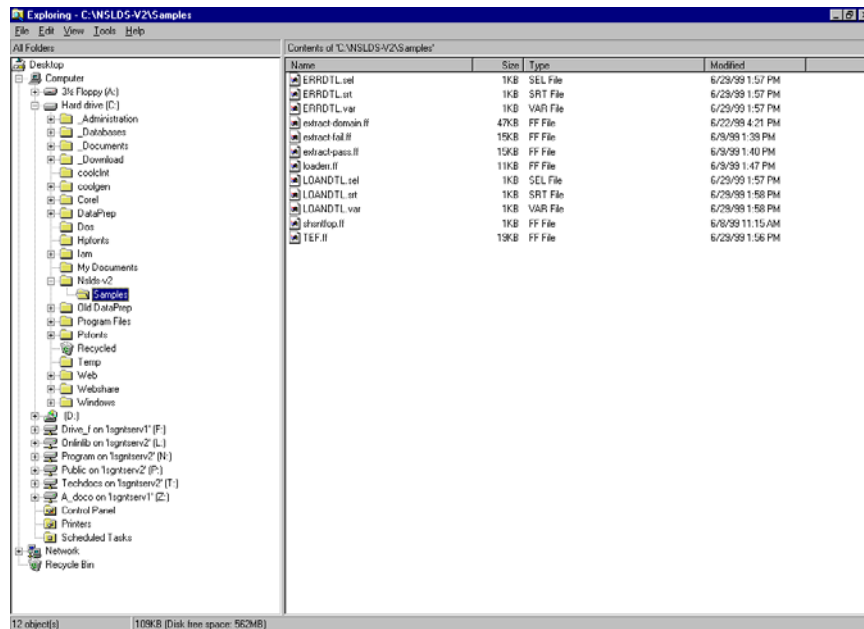 Exploring - C:\NSLDS-V2\Samples
File Edit View Tools Help
All Folders
Contents of 'C:\NSLDS-V2\Samples'
Desktop
Computer
3½ Floppy (A:)
Hard drive (C:)
_Administration
_Databases
_Documents
_Download
coolcInt
coolgen
Corel
DataPrep
Dos
Hpfonts
Iam
My Documents
Nslds-v2
Samples
Old DataPrep
Program Files
Psfonts
Recycled
Temp
Web
Webshare
Windows
(D:)
Drive_f on '1sgntserv1' (F:)
Onlinlib on '1sgntserv2' (L:)
Program on '1sgntserv2' (N:)
Public on '1sgntserv2' (P:)
Techdocs on '1sgntserv2' (T:)
A_doco on '1sgntserv1' (Z:)
Control Panel
Printers
Scheduled Tasks
Network
Recycle Bin
Name Size Type Modified
ERRDTL.sel 1KB SEL File 6/29/99 1:57 PM
ERRDTL.srt 1KB SRT File 6/29/99 1:57 PM
ERRDTL.var 1KB VAR File 6/29/99 1:57 PM
extract-domain.ff 47KB FF File 6/22/99 4:21 PM
extract-fail.ff 15KB FF File 6/9/99 1:39 PM
extract-pass.ff 15KB FF File 6/9/99 1:40 PM
loaderr.ff 11KB FF File 6/9/99 1:47 PM
LOANDTL.sel 1KB SEL File 6/29/99 1:57 PM
LOANDTL.srt 1KB SRT File 6/29/99 1:58 PM
LOANDTL.var 1KB VAR File 6/29/99 1:58 PM
1KB FF File 6/8/99 11:15 AM
TEF.ff 19KB FF File 6/29/99 1:56 PM
12 object(s) 109KB (Disk free space: 562MB)